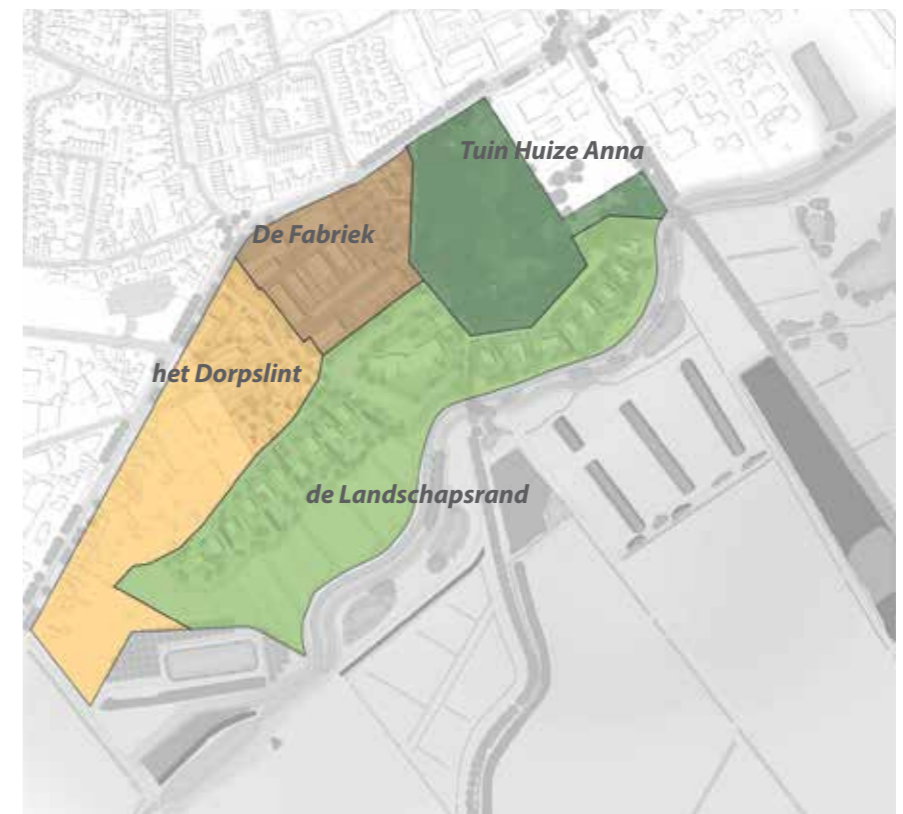 Tuin Huize Anna
De Fabriek
het Dorpslint
de Landschapsrand